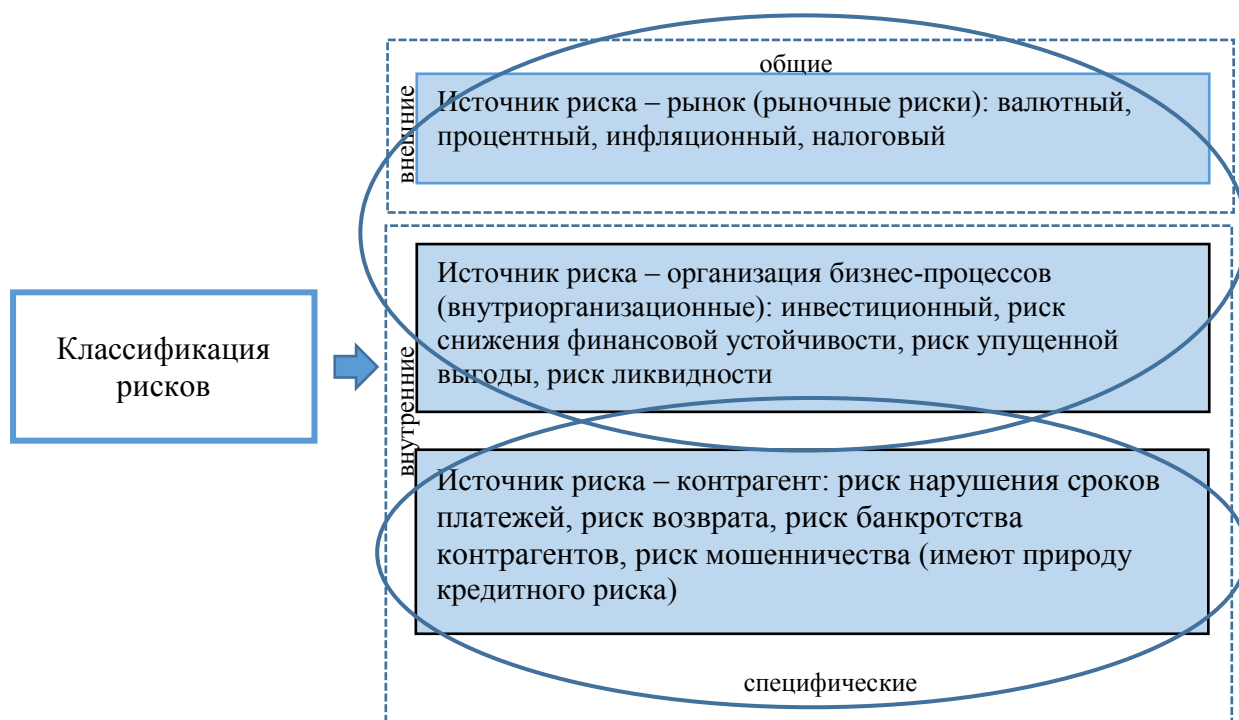 общие
внешние
Источник риска – рынок (рыночные риски): валютный,
процентный, инфляционный, налоговый
Классификация
рисков
внутренние
Источник риска – организация бизнес-процессов
(внутриорганизационные): инвестиционный, риск
снижения финансовой устойчивости, риск упущенной
выгоды, риск ликвидности
Источник риска – контрагент: риск нарушения сроков
платежей, риск возврата, риск банкротства
контрагентов, риск мошенничества (имеют природу
кредитного риска)
специфические